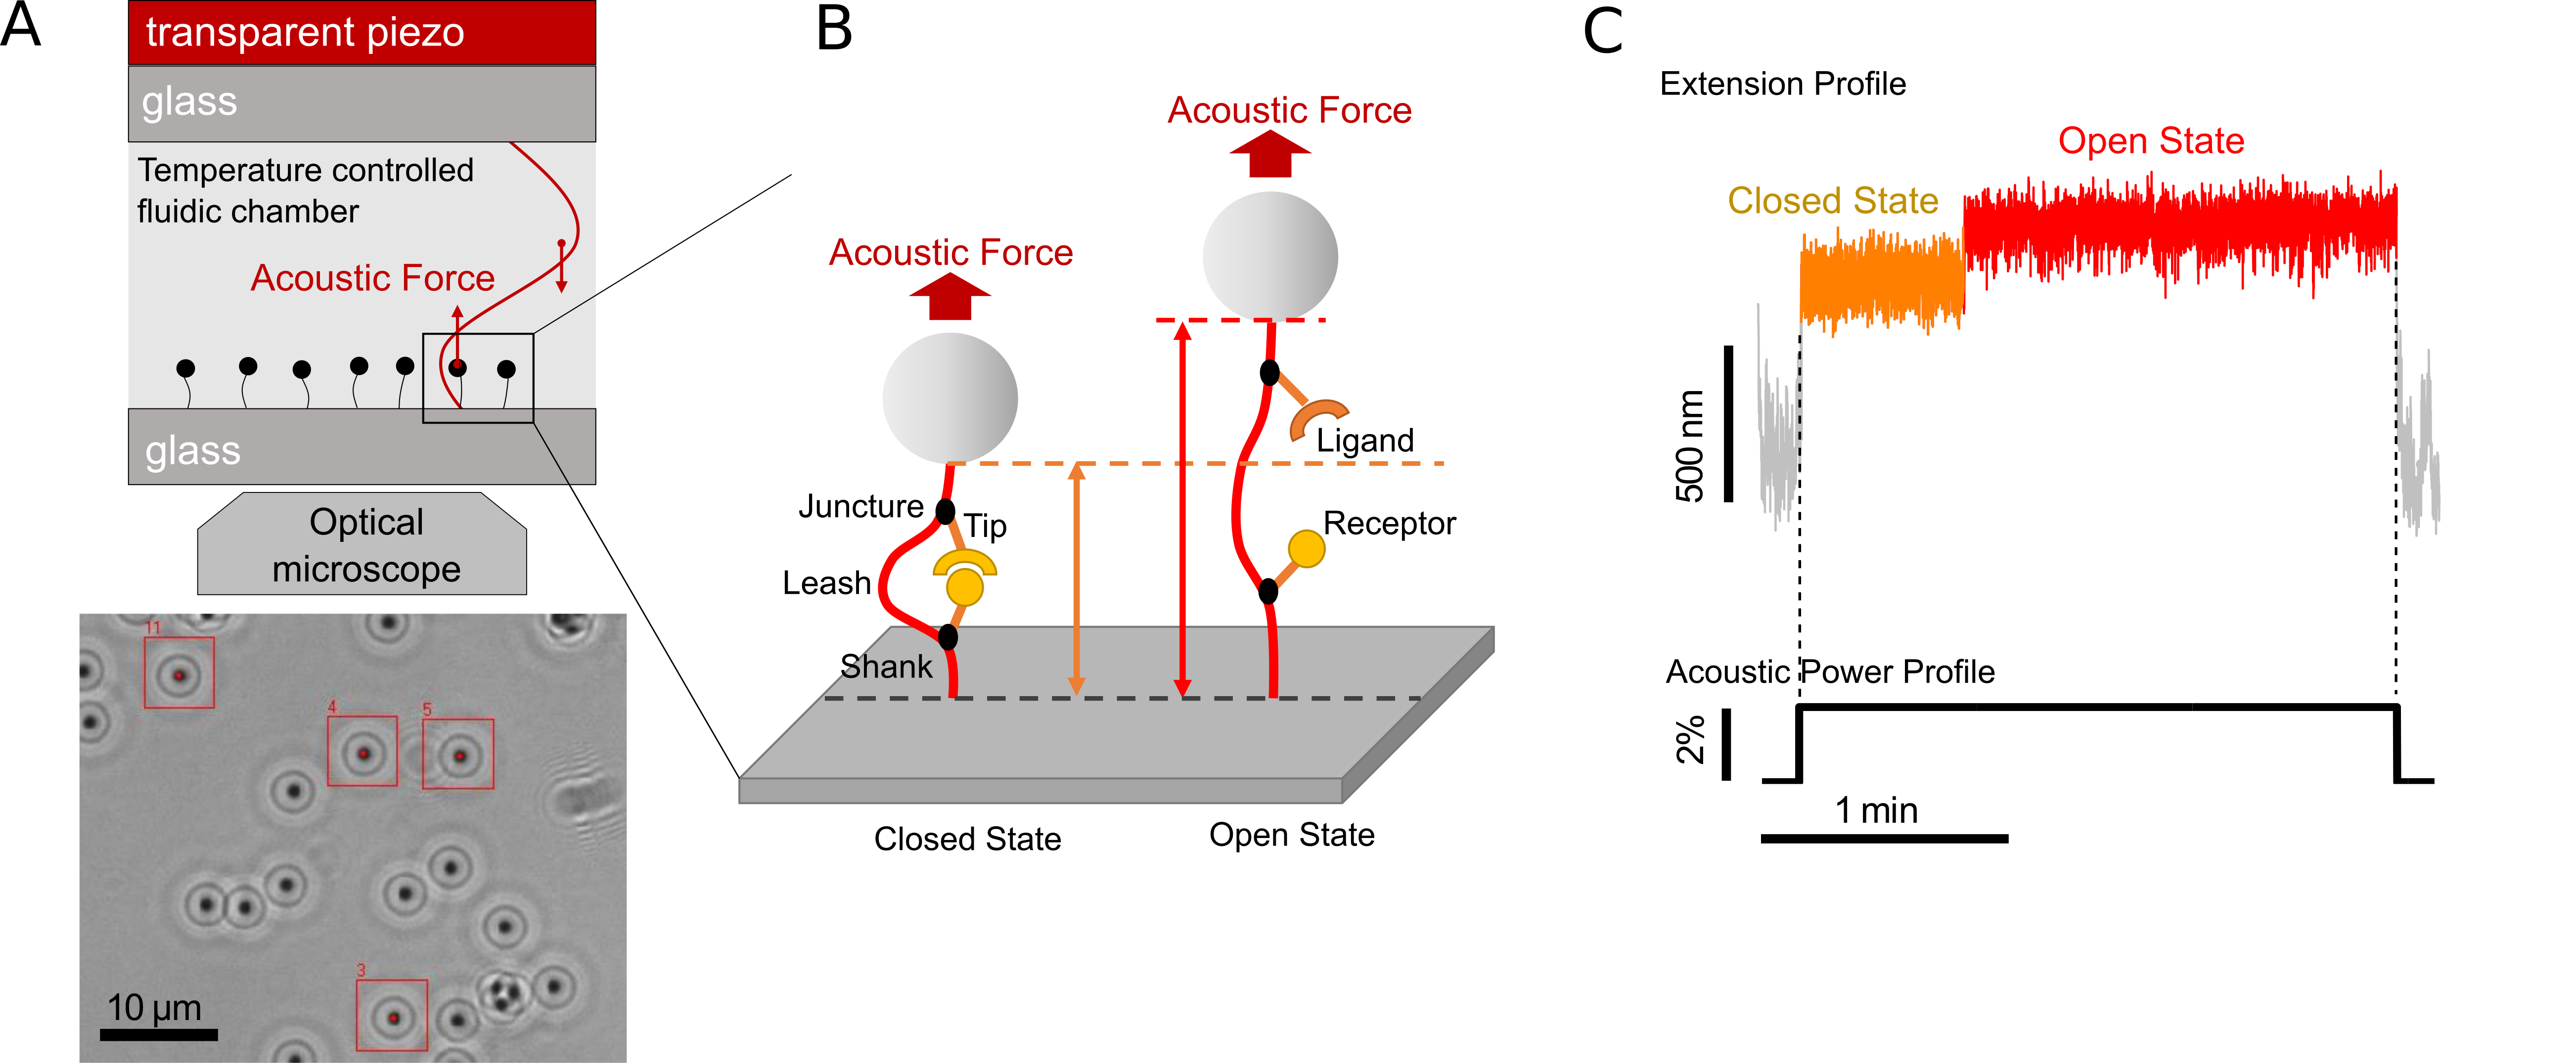 A
transparent piezo
glass
Temperature controlled
fluidic chamber
Acoustic Force
glass
Optical
microscope
11
4
5
3
10 µm
B
Acoustic Force
Acoustic Force
Ligand
Juncture
Tip
Receptor
Leash
Shank
Closed State
Open State
C
Extension Profile
Open State
Closed State
500 nm
Acoustic Power Profile
2%
1 min